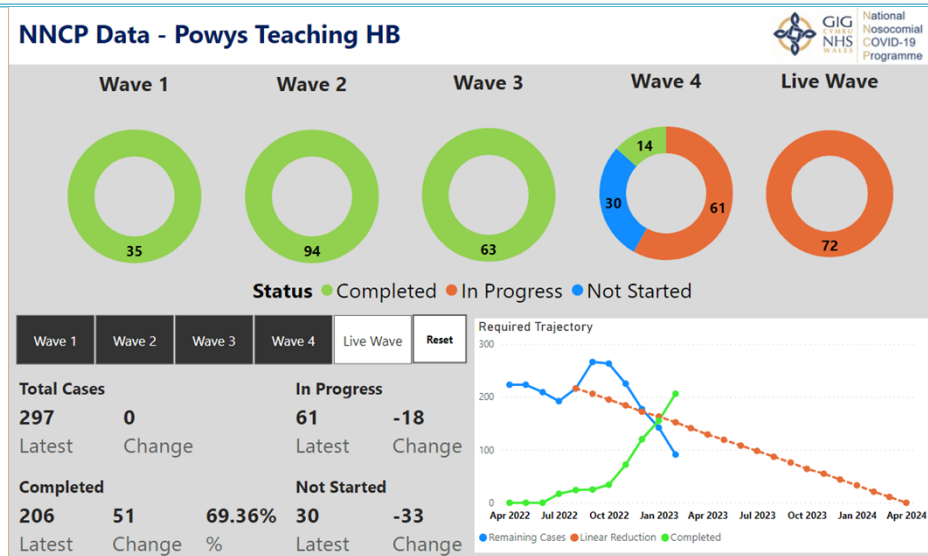 NNCP Data - Powys Teaching HB
GIG
CYMRU
NHS
WALES
National
Nosocomial
COVID-19
Programme
Wave 1 Wave 2 Wave 3 Wave 4 Live Wave
35 94 63 14 30 61 72
Status Completed In Progress Not Started
Wave 1 Wave 2 Wave 3 Wave 4 Live Wave Reset
Total Cases In Progress
297 0 61 -18
Latest Change Latest Change
Completed Not Started
206 51 69.36% 30 -33
Latest Change % Latest Change
Required Trajectory
300
200
100
0
Apr 2022 Jul 2022 Oct 2022 Jan 2023 Apr 2023 Jul 2023 Oct 2023 Jan 2024 Apr 2024
Remaining Cases Linear Reduction Completed